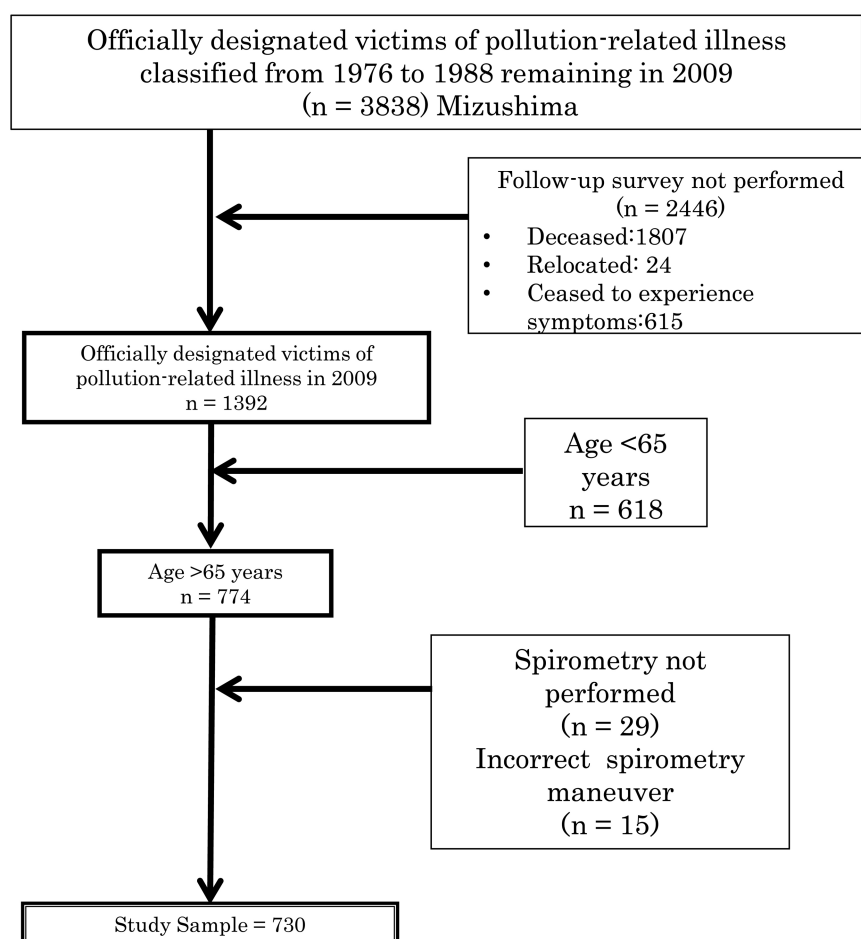 Officially designated victims of pollution-related illness
classified from 1976 to 1988 remaining in 2009
(n = 3838) Mizushima
Follow-up survey not performed
(n = 2446)
• Deceased:1807
• Relocated: 24
• Ceased to experience
symptoms:615
Officially designated victims of
pollution-related illness in 2009
n = 1392
Age <65
years
n = 618
Age >65 years
n = 774
Spirometry not
performed
(n = 29)
Incorrect spirometry
maneuver
(n = 15)
Study Sample = 730